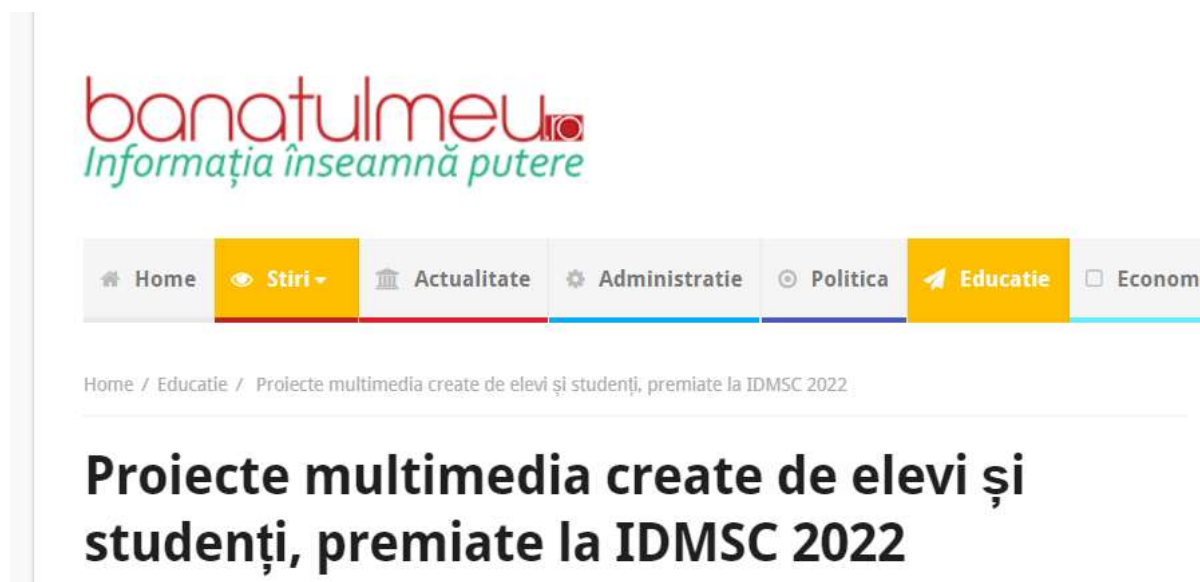 banatulmeu.ro
Informația înseamnă putere
Home Stiri Actualitate Administratie Politica Educatie Econom
Home / Educatie / Proiecte multimedia create de elevi și studenți, premiate la IDMSC 2022
Proiecte multimedia create de elevi și
studenți, premiate la IDMSC 2022